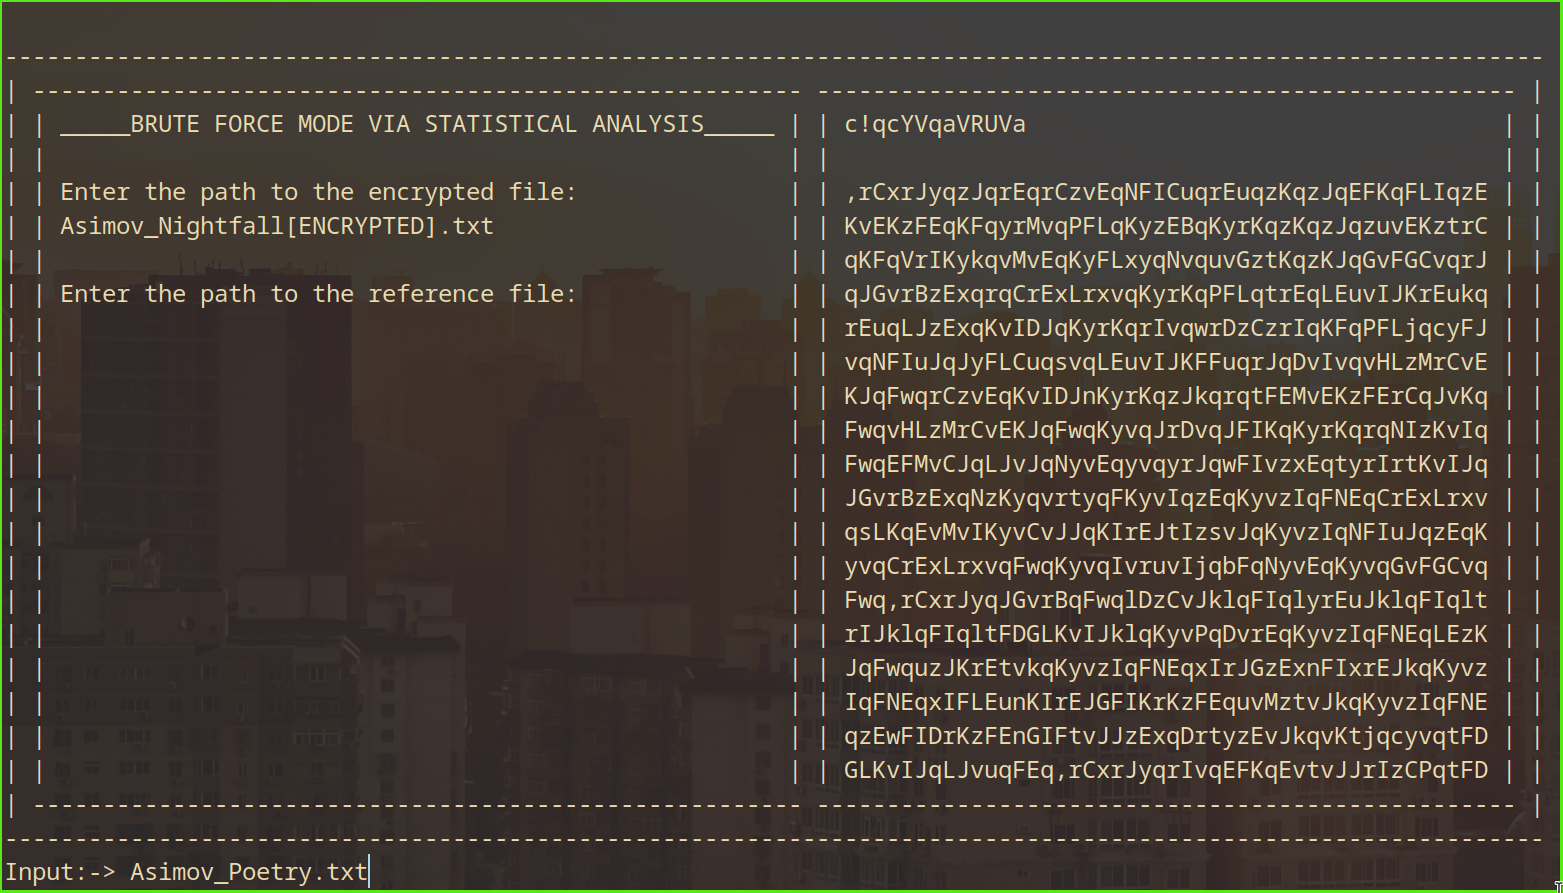 ______BRUTE FORCE MODE VIA STATISTICAL ANALYSIS______
Enter the path to the encrypted file:
Asimov_Nightfall[ENCRYPTED].txt
Enter the path to the reference file:
c!qcYVqaVRUVa
,rCxrJyqzJqrEqrCzvEqNFICuqrEuqzKqzJqEFKqFLIqzE
KvEKzFEqKFqyrMvqPFLqKyzEBqKyrKqzKqzJqzuvEKztrC
qKFqVrIKykqvMvEqKyFLxyqNvquvGztKqzKJqGvFGCvqrJ
qJGvrBzExqrqCrExLrxvqKyrKqPFLqtrEqLEuvIJKrEukq
rEuqLJzExqKvIDJqKyrKqrIvqwrDzCzrIqKFqPFLjqcyFJ
vqNFIuJqJyFLCuqsvqLEuvIJKFFuqrJqDvIvqvHLzMrCvE
KJqFwqrCzvEqKvIDJnKyrKqzJkqrqtFEMvEKzFErCqJvKq
FwqvHLzMrCvEKJqFwqKyvqJrDvqJFIKqKyrKqrqNIzKvIq
FwqEFMvCJqLJvJqNyvEqyvqyrJqwFIvzxEqtyrIrtKvIJq
JGvrBzExqNzKyqvrtyqFKyvIqzEqKyvzIqFNEqCrExLrxv
qsLKqEvMvIKyvCvJJqKIrEJtIzsvJqKyvzIqNFIuJqzEqK
yvqCrExLrxvqFwqKyvqIvruvIjqbFqNyvEqKyvqGvFGCvq
Fwq,rCxrJyqJGvrBqFwqlDzCvJklqFIqlyrEuJklqFIqlt
rIJklqFIqltFDGLKvIJklqKyvPqDvrEqKyvzIqFNEqLEzK
JqFwquzJKrEtvkqKyvzIqFNEqxIrJGzExnFIxrEJkqKyvz
IqFNEqxIFLEunKIrEJGFIKrKzFEquvMztvJkqKyvzIqFNE
qzEwFIDrKzFEnGIFtvJJzExqDrtyzEvJkqvKtjqcyvqtFD
GLKvIJqLJvuqFEq,rCxrJyqrIvqEFKqEvtvJJrIzCPqtFD
Input:-> Asimov_Poetry.txt